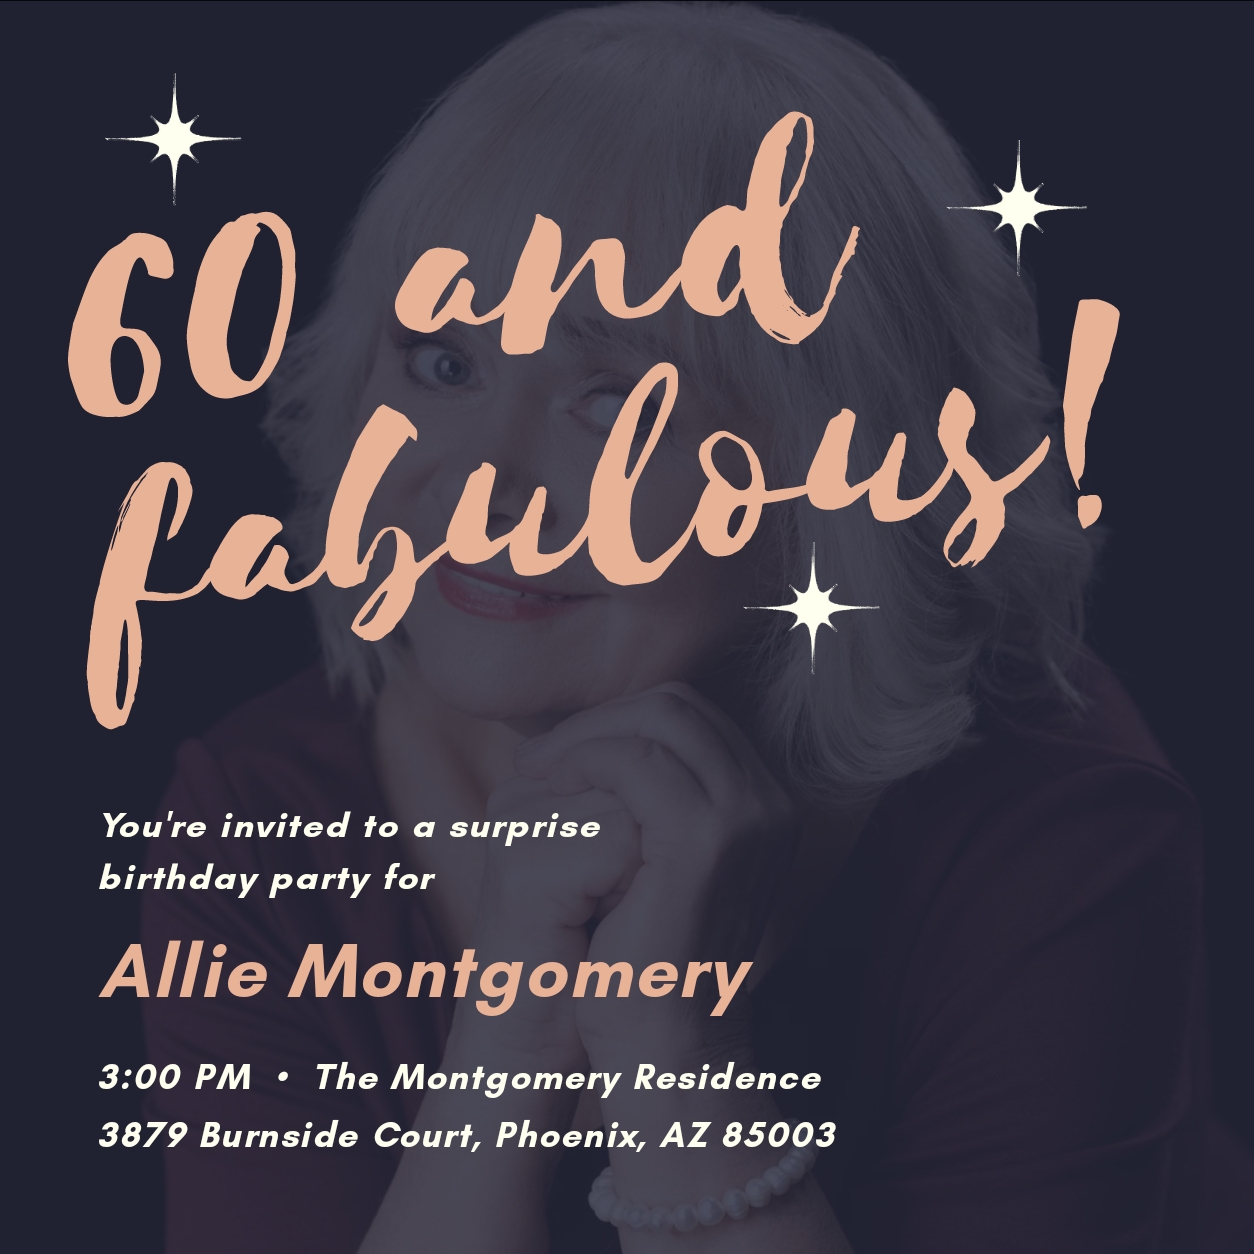 60 and
fabulous!
You're invited to a surprise
birthday party for
Allie Montgomery
3:00 PM • The Montgomery Residence
3879 Burnside Court, Phoenix, AZ 85003